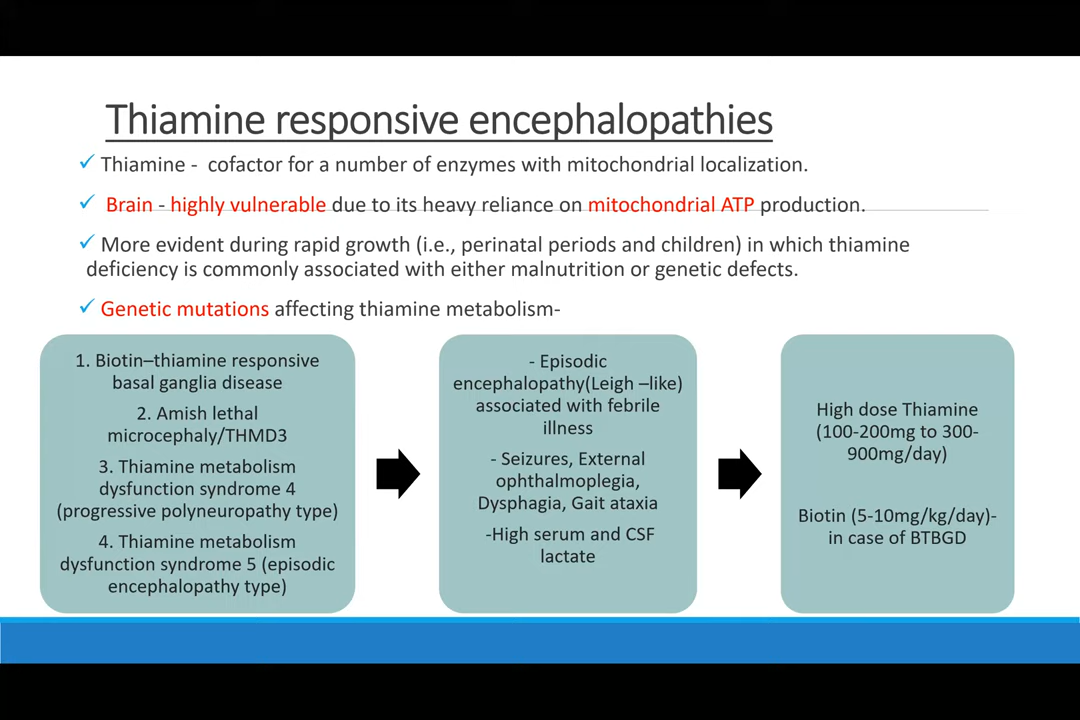 Thiamine responsive encephalopathies
✓ Thiamine - cofactor for a number of enzymes with mitochondrial localization.
✓ Brain - highly vulnerable due to its heavy reliance on mitochondrial ATP production.
✓ More evident during rapid growth (i.e., perinatal periods and children) in which thiamine
deficiency is commonly associated with either malnutrition or genetic defects.
✓ Genetic mutations affecting thiamine metabolism-
1. Biotin–thiamine responsive
basal ganglia disease
2. Amish lethal
microcephaly/THMD3
3. Thiamine metabolism
dysfunction syndrome 4
(progressive polyneuropathy type)
4. Thiamine metabolism
dysfunction syndrome 5 (episodic
encephalopathy type)
- Episodic
encephalopathy(Leigh –like)
associated with febrile
illness
- Seizures, External
ophthalmoplegia,
Dysphagia, Gait ataxia
-High serum and CSF
lactate
High dose Thiamine
(100-200mg to 300-
900mg/day)
Biotin (5-10mg/kg/day)-
in case of BTBGD